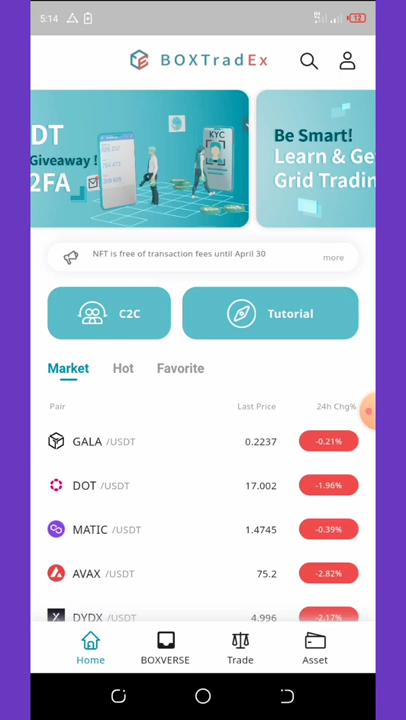 5:14
BOXTradEx
DT
Giveaway !
2FA
KYC
Be Smart!
Learn & Ge
Grid Tradin
NFT is free of transaction fees until April 30
more
C2C
Tutorial
Market Hot Favorite
Pair Last Price 24h Chg%
GALA /USDT 0.2237 -0.21%
DOT /USDT 17.002 -1.96%
MATIC /USDT 1.4745 -0.39%
AVAX /USDT 75.2 -2.82%
DYDX /USDT 4.996 -2.17%
Home BOXVERSE Trade Asset